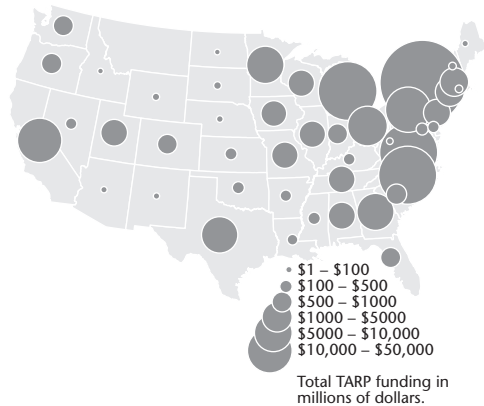 $1 – $100
$100 – $500
$500 – $1000
$1000 – $5000
$5000 – $10,000
$10,000 – $50,000
Total TARP funding in
millions of dollars.